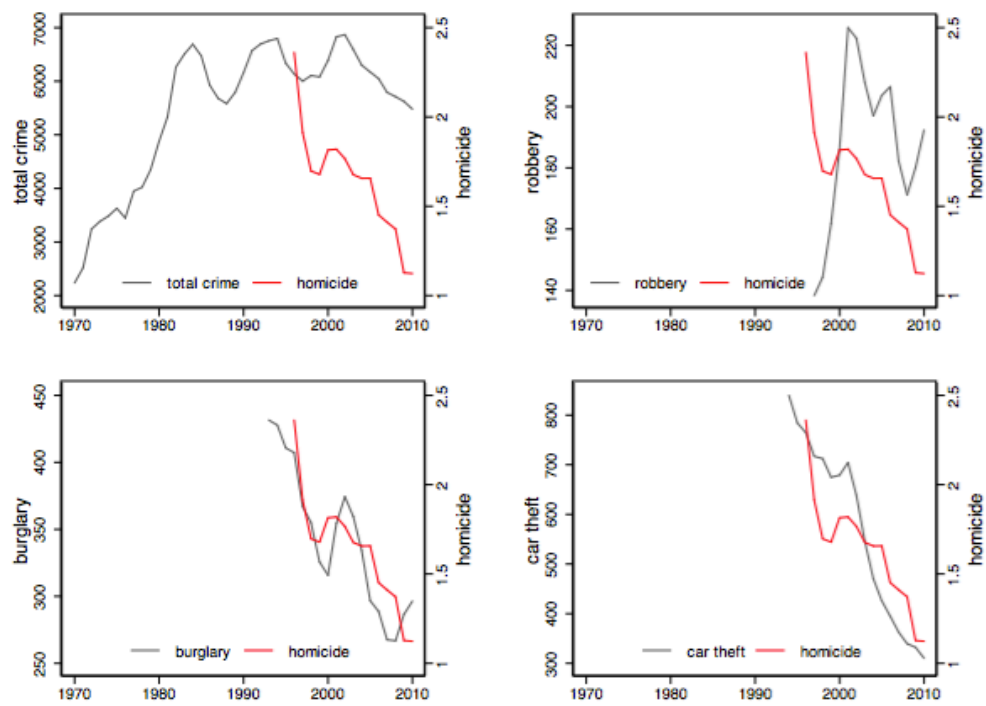 total crime
2000 3000 4000 5000 6000 7000
1970 1980 1990 2000 2010
1 1.5 2 2.5
homicide
total crime homicide
robbery
140 160 180 200 220
1970 1980 1990 2000 2010
1 1.5 2 2.5
homicide
robbery homicide
burglary
250 300 350 400 450
1970 1980 1990 2000 2010
1 1.5 2 2.5
homicide
burglary homicide
car theft
300 400 500 600 700 800
1970 1980 1990 2000 2010
1 1.5 2 2.5
homicide
car theft homicide